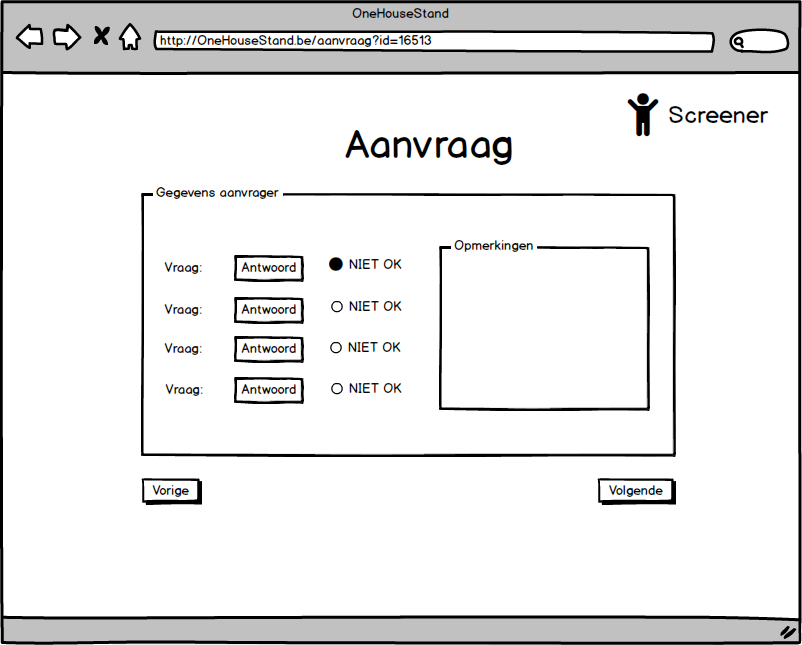 OneHouseStand
http://OneHouseStand.be/aanvraag?id=16513
Screener
Aanvraag
Gegevens aanvrager
Opmerkingen
Vraag: Antwoord NIET OK
Vraag: Antwoord NIET OK
Vraag: Antwoord NIET OK
Vraag: Antwoord NIET OK
Vorige Volgende